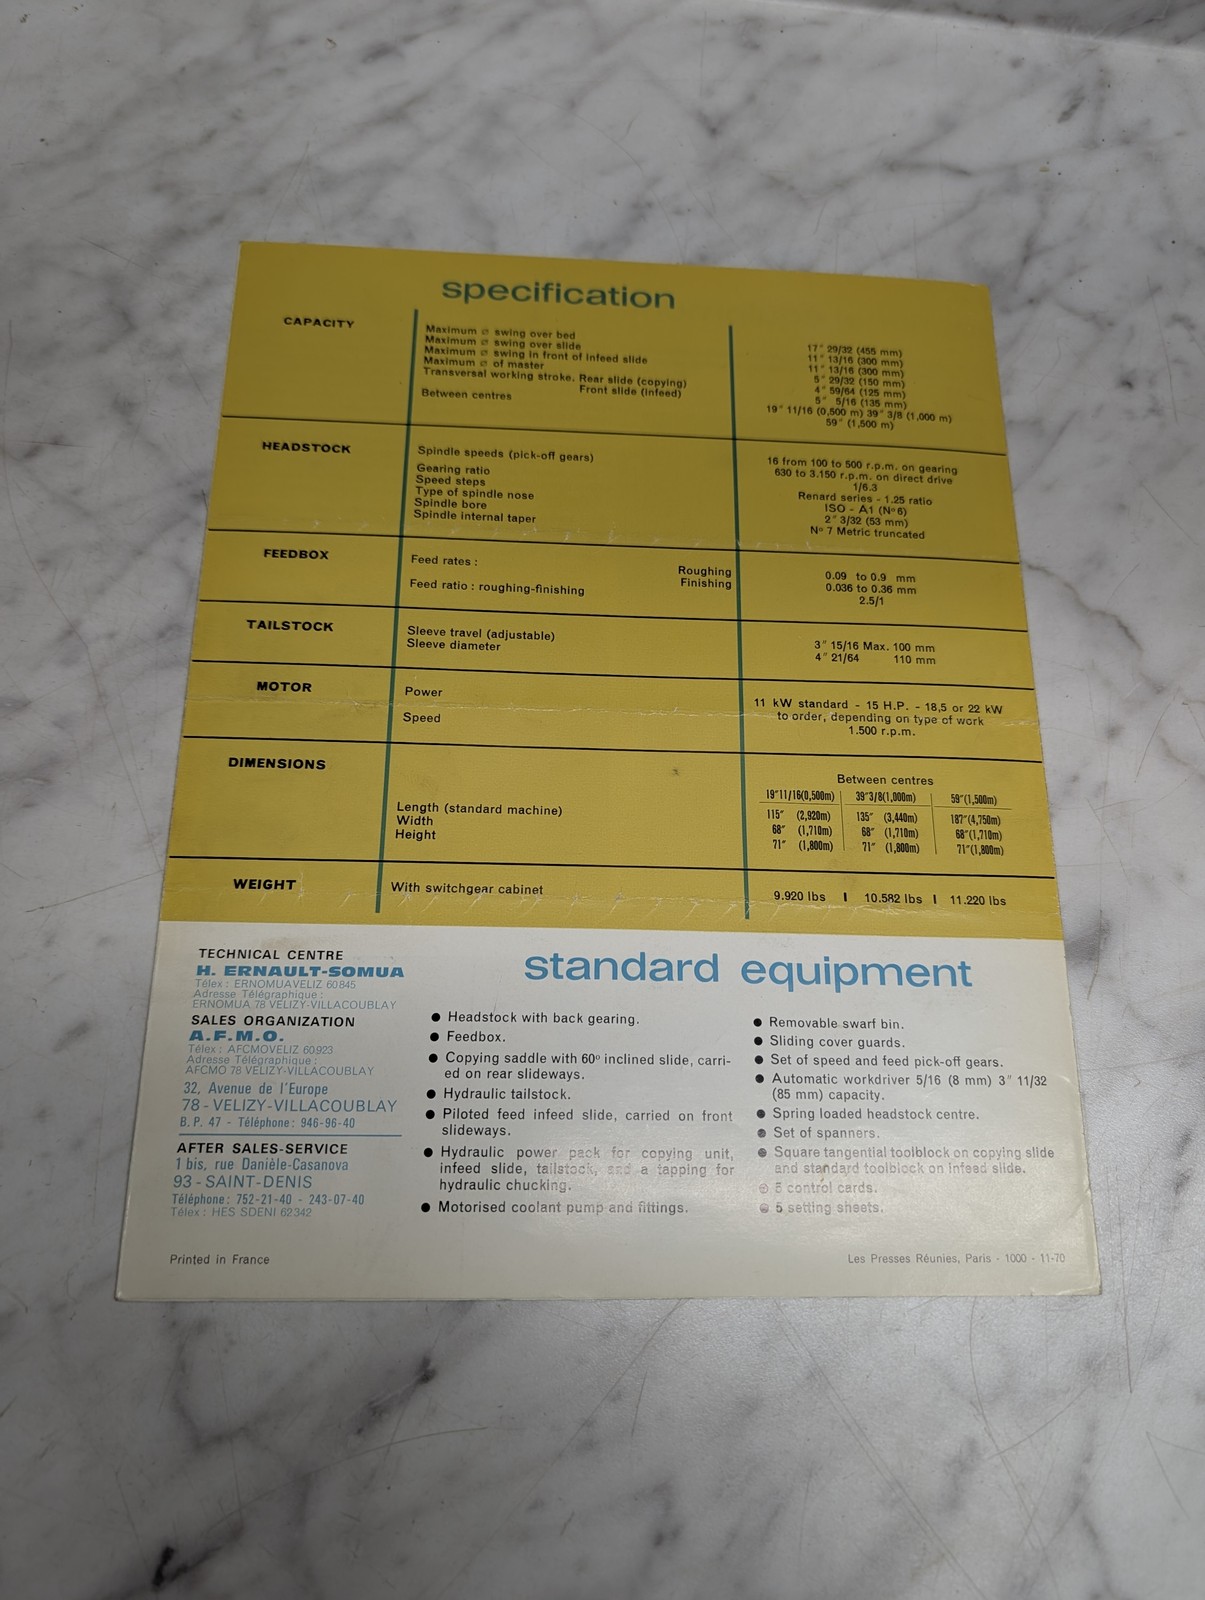 specification
CAPACITY
Maximum ⌀ swing over bed
Maximum ⌀ swing over slide
Maximum ⌀ swing in front of infeed slide
Maximum ⌀ of master
Transversal working stroke. Rear slide (copying)
Front slide (infeed)
Between centres
17" 29/32 (455 mm)
11" 13/16 (300 mm)
11" 13/16 (300 mm)
5" 29/32 (150 mm)
4" 59/64 (125 mm)
5" 5/16 (135 mm)
19" 11/16 (0,500 m) 39" 3/8 (1,000 m)
59" (1,500 m)
HEADSTOCK
Spindle speeds (pick-off gears)
Gearing ratio
Speed steps
Type of spindle nose
Spindle bore
Spindle internal taper
16 from 100 to 500 r.p.m. on gearing
630 to 3.150 r.p.m. on direct drive
1/6.3
Renard series - 1.25 ratio
ISO - A1 (Nº 6)
2" 3/32 (53 mm)
Nº 7 Metric truncated
FEEDBOX
Feed rates : Roughing
Finishing
Feed ratio : roughing-finishing
0.09 to 0.9 mm
0.036 to 0.36 mm
2.5/1
TAILSTOCK
Sleeve travel (adjustable)
Sleeve diameter
3" 15/16 Max. 100 mm
4" 21/64 110 mm
MOTOR
Power
Speed
11 kW standard - 15 H.P. - 18,5 or 22 kW
to order, depending on type of work
1.500 r.p.m.
DIMENSIONS
Length (standard machine)
Width
Height
Between centres
19"11/16(0,500m) 39"3/8(1,000m) 59"(1,500m)
115" (2,920m) 135" (3,440m) 187"(4,750m)
68" (1,710m) 68" (1,710m) 68"(1,710m)
71" (1,800m) 71" (1,800m) 71"(1,800m)
WEIGHT
With switchgear cabinet
9.920 lbs I 10.582 lbs I 11.220 lbs
TECHNICAL CENTRE
H. ERNAULT-SOMUA
Télex : ERNOMUAVELIZ 60845
Adresse Télégraphique :
ERNOMUA 78 VELIZY-VILLACOUBLAY
SALES ORGANIZATION
A.F.M.O.
Télex : AFCMOVELIZ 60923
Adresse Télégraphique :
AFCMO 78 VELIZY-VILLACOUBLAY
32, Avenue de l'Europe
78 - VELIZY-VILLACOUBLAY
B.P. 47 - Téléphone : 946-96-40
AFTER SALES-SERVICE
1 bis, rue Danièle-Casanova
93 - SAINT-DENIS
Téléphone : 752-21-40 - 243-07-40
Télex : HES SDENI 62342
standard equipment
● Headstock with back gearing.
● Feedbox.
● Copying saddle with 60º inclined slide, carri-
ed on rear slideways.
● Hydraulic tailstock.
● Piloted feed infeed slide, carried on front
slideways.
● Hydraulic power pack for copying unit,
infeed slide, tailstock, and a tapping for
hydraulic chucking.
● Motorised coolant pump and fittings.
● Removable swarf bin.
● Sliding cover guards.
● Set of speed and feed pick-off gears.
● Automatic workdriver 5/16 (8 mm) 3" 11/32
(85 mm) capacity.
● Spring loaded headstock centre.
● Set of spanners.
● Square tangential toolblock on copying slide
and standard toolblock on infeed slide.
● 5 control cards.
● 5 setting sheets.
Printed in France
Les Presses Réunies, Paris - 1000 - 11-70